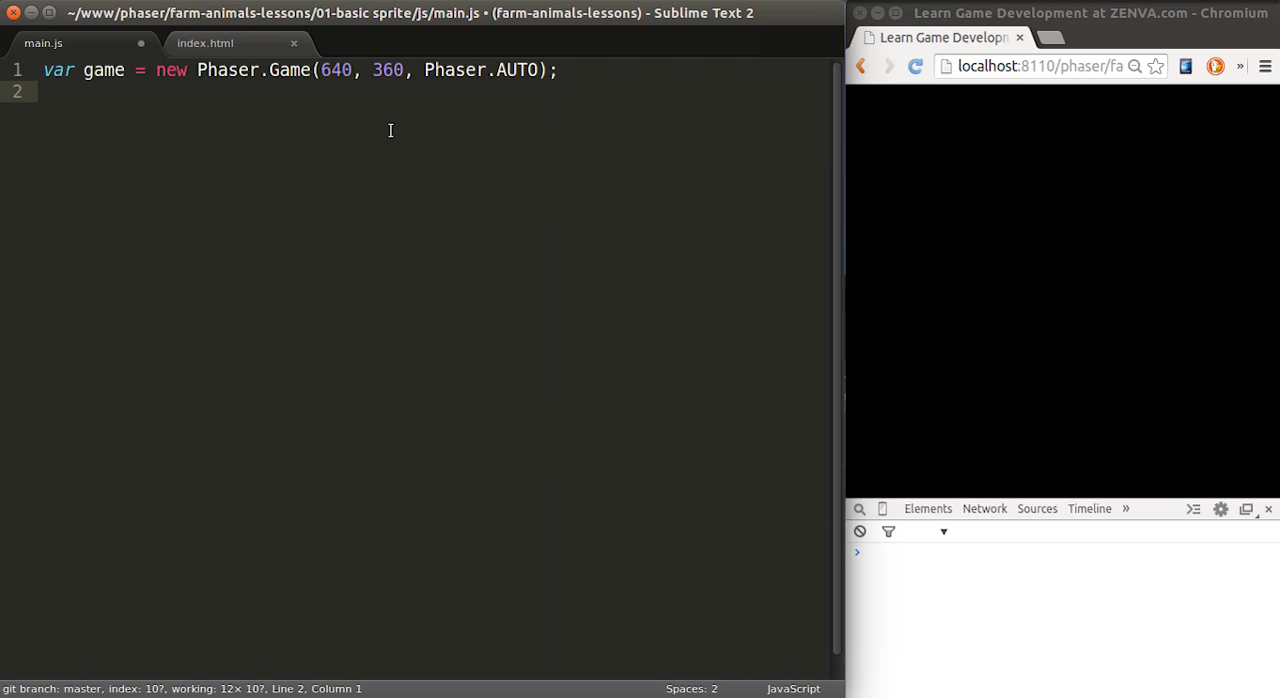 ~/www/phaser/farm-animals-lessons/01-basic sprite/js/main.js • (farm-animals-lessons) - Sublime Text 2
main.js
index.html
1 var game = new Phaser.Game(640, 360, Phaser.AUTO);
2
git branch: master, index: 10?, working: 12× 10?, Line 2, Column 1
Spaces: 2
JavaScript
Learn Game Development at ZENVA.com - Chromium
Learn Game Developn
localhost:8110/phaser/fa
Elements Network Sources Timeline »